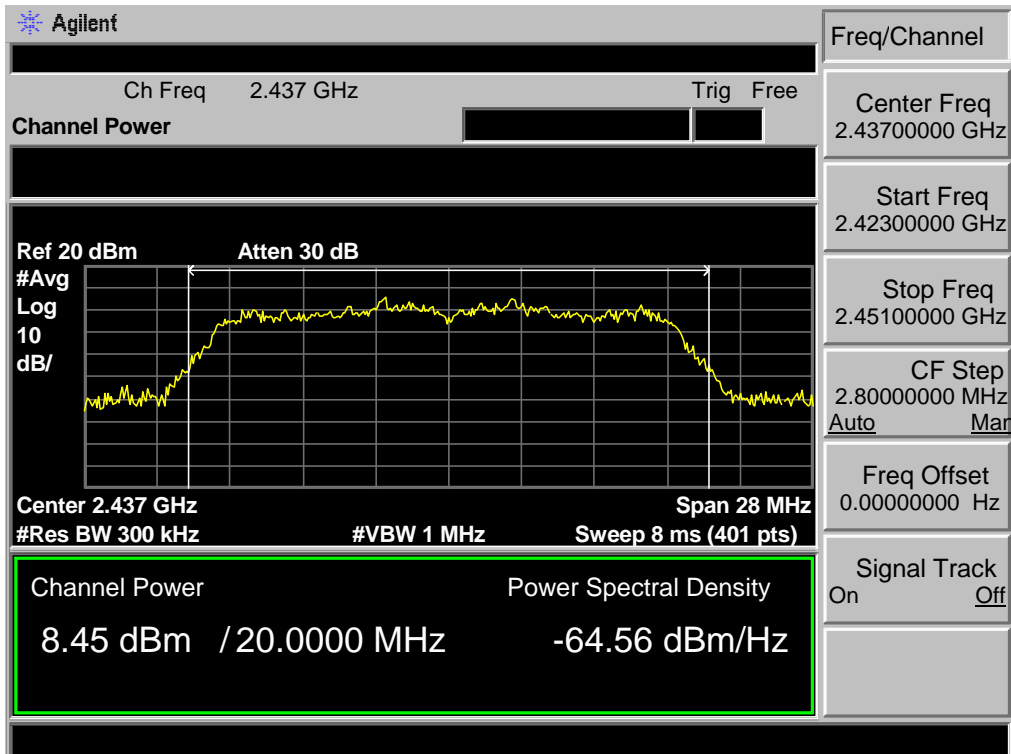 Agilent
Ch Freq 2.437 GHz Trig Free
Channel Power
Ref 20 dBm Atten 30 dB
#Avg
Log
10
dB/
Center 2.437 GHz Span 28 MHz
#Res BW 300 kHz #VBW 1 MHz Sweep 8 ms (401 pts)
Channel Power Power Spectral Density
8.45 dBm / 20.0000 MHz -64.56 dBm/Hz
Freq/Channel
Center Freq
2.43700000 GHz
Start Freq
2.42300000 GHz
Stop Freq
2.45100000 GHz
CF Step
2.80000000 MHz
Auto Man
Freq Offset
0.00000000 Hz
Signal Track
On Off